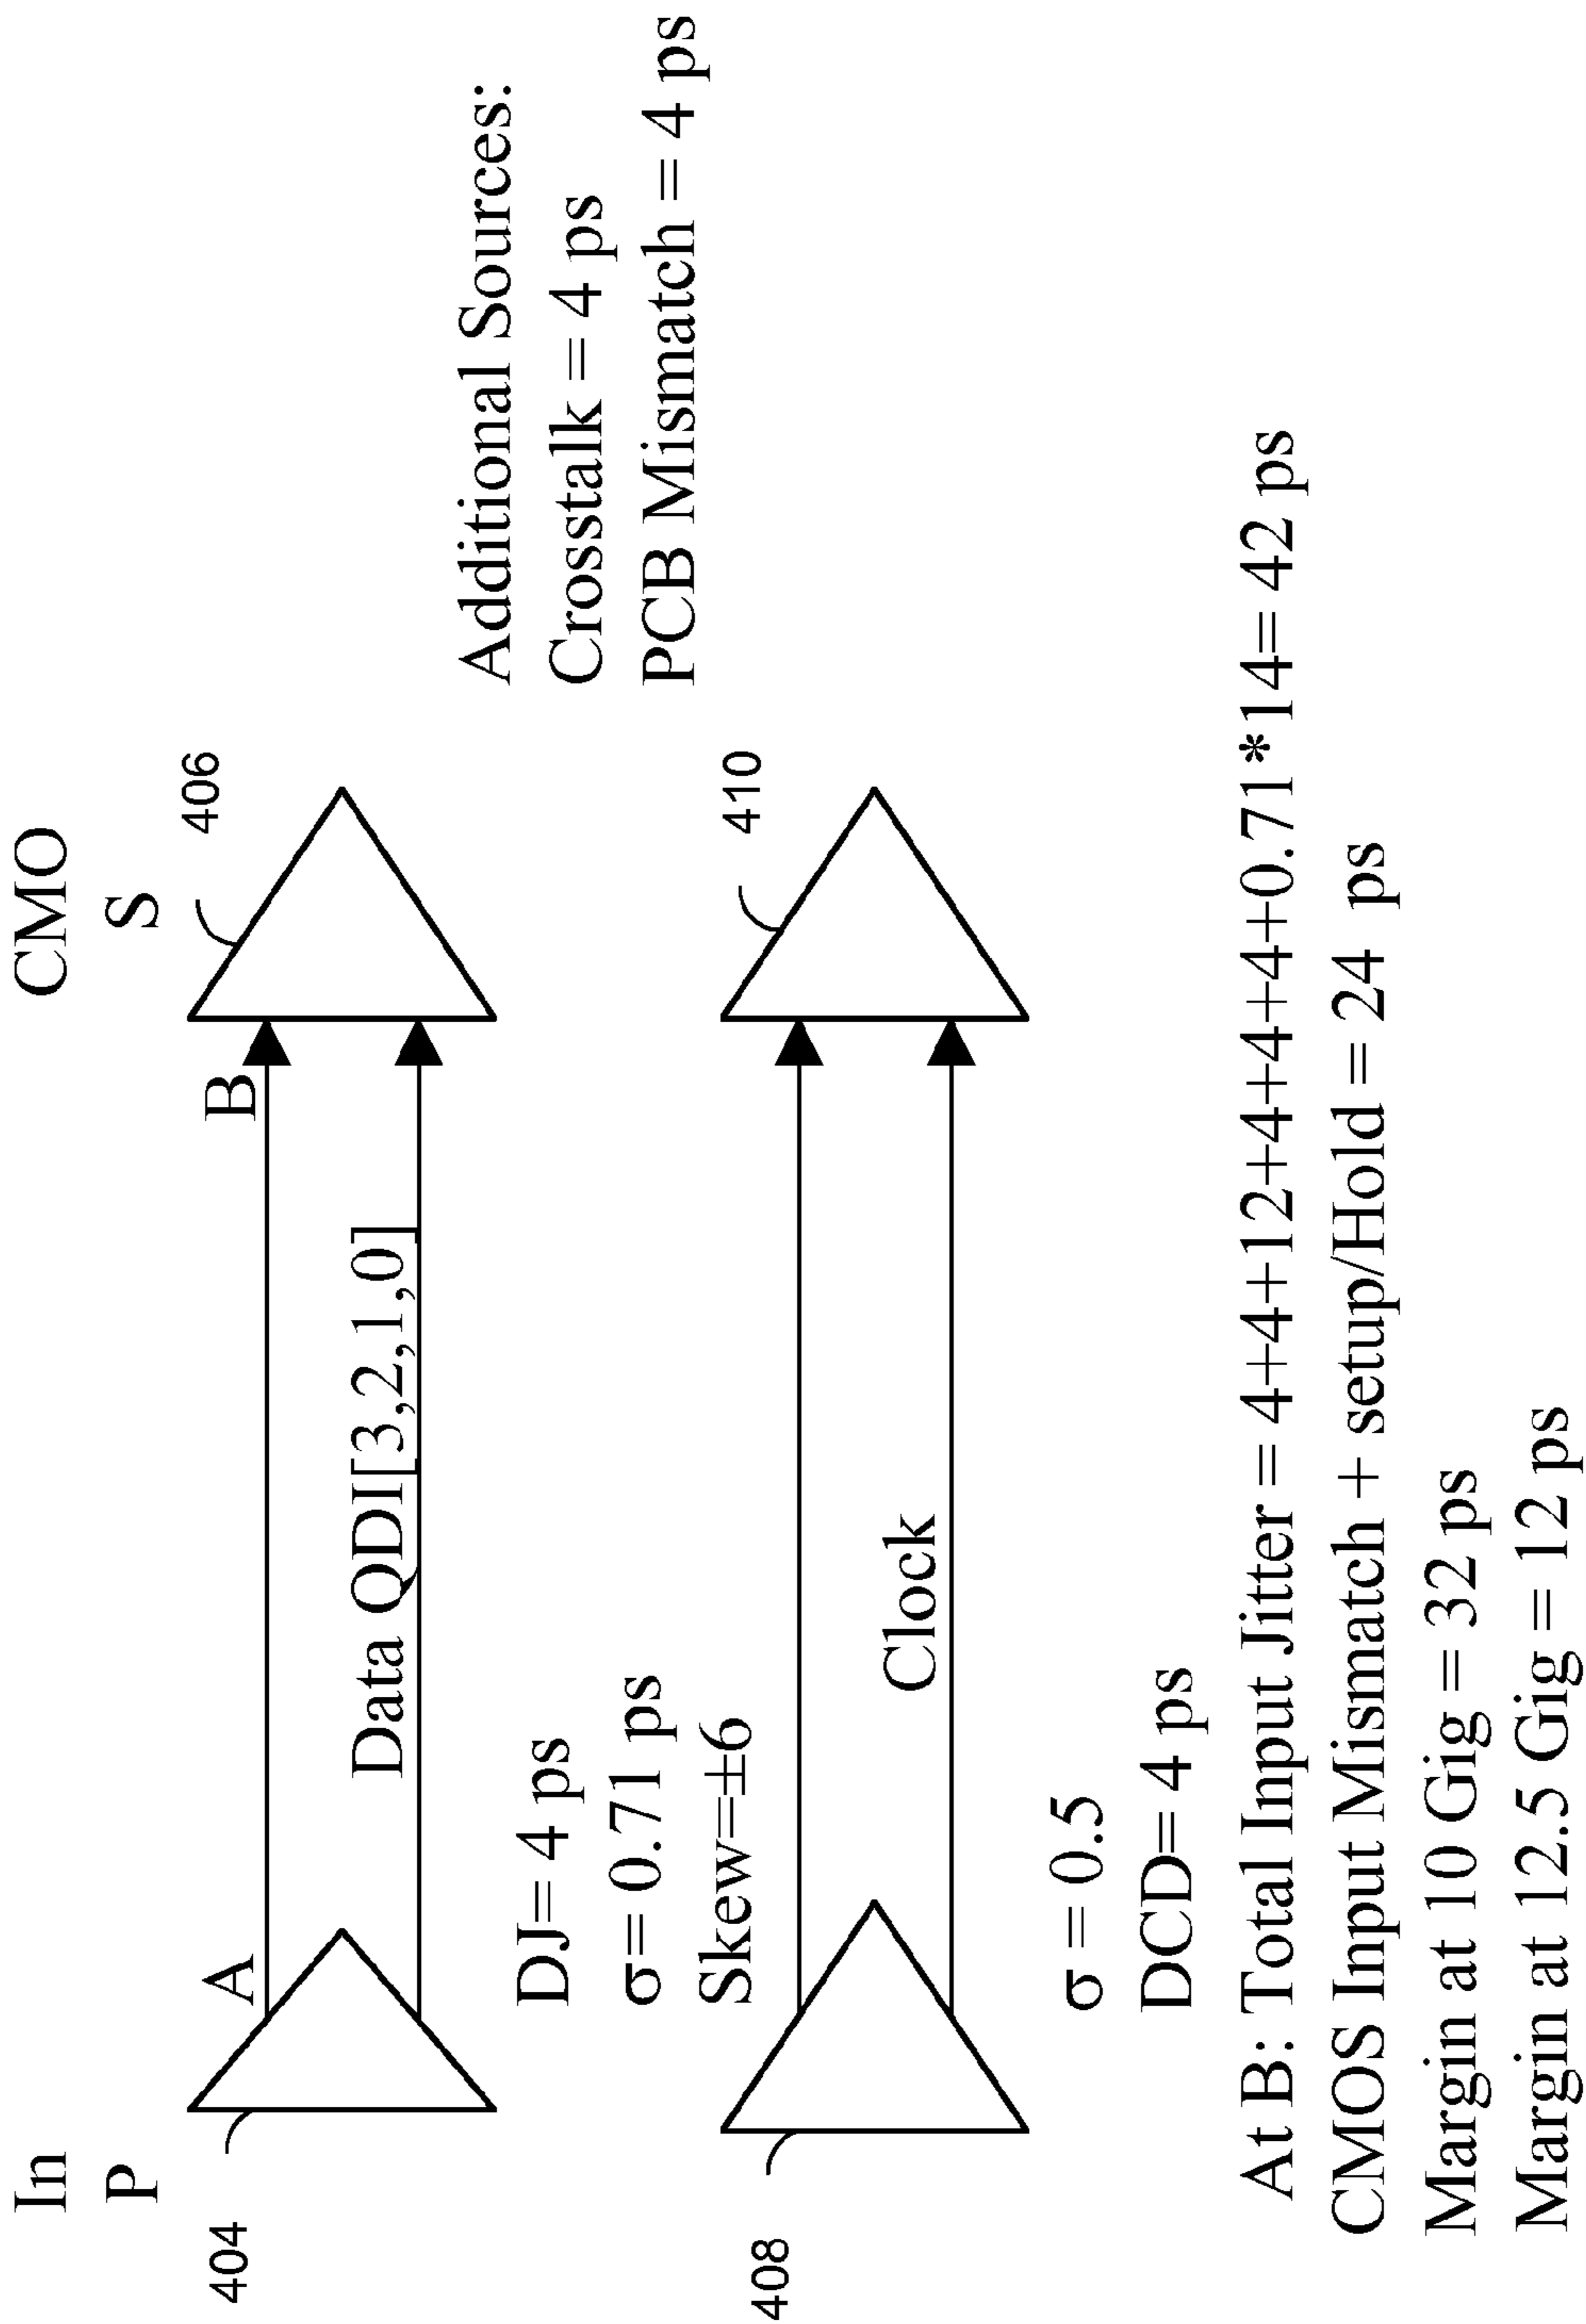 In
P
CMO
S
404
A
B
406
Data QDI[3,2,1,0]
DJ= 4 ps
σ= 0.71 ps
Skew=±6
Additional Sources:
Crosstalk = 4 ps
PCB Mismatch = 4 ps
408
410
Clock
σ = 0.5
DCD= 4 ps
At B: Total Input Jitter = 4+4+12+4+4+4+0.71*14= 42 ps
CMOS Input Mismatch + setup/Hold = 24 ps
Margin at 10 Gig = 32 ps
Margin at 12.5 Gig = 12 ps